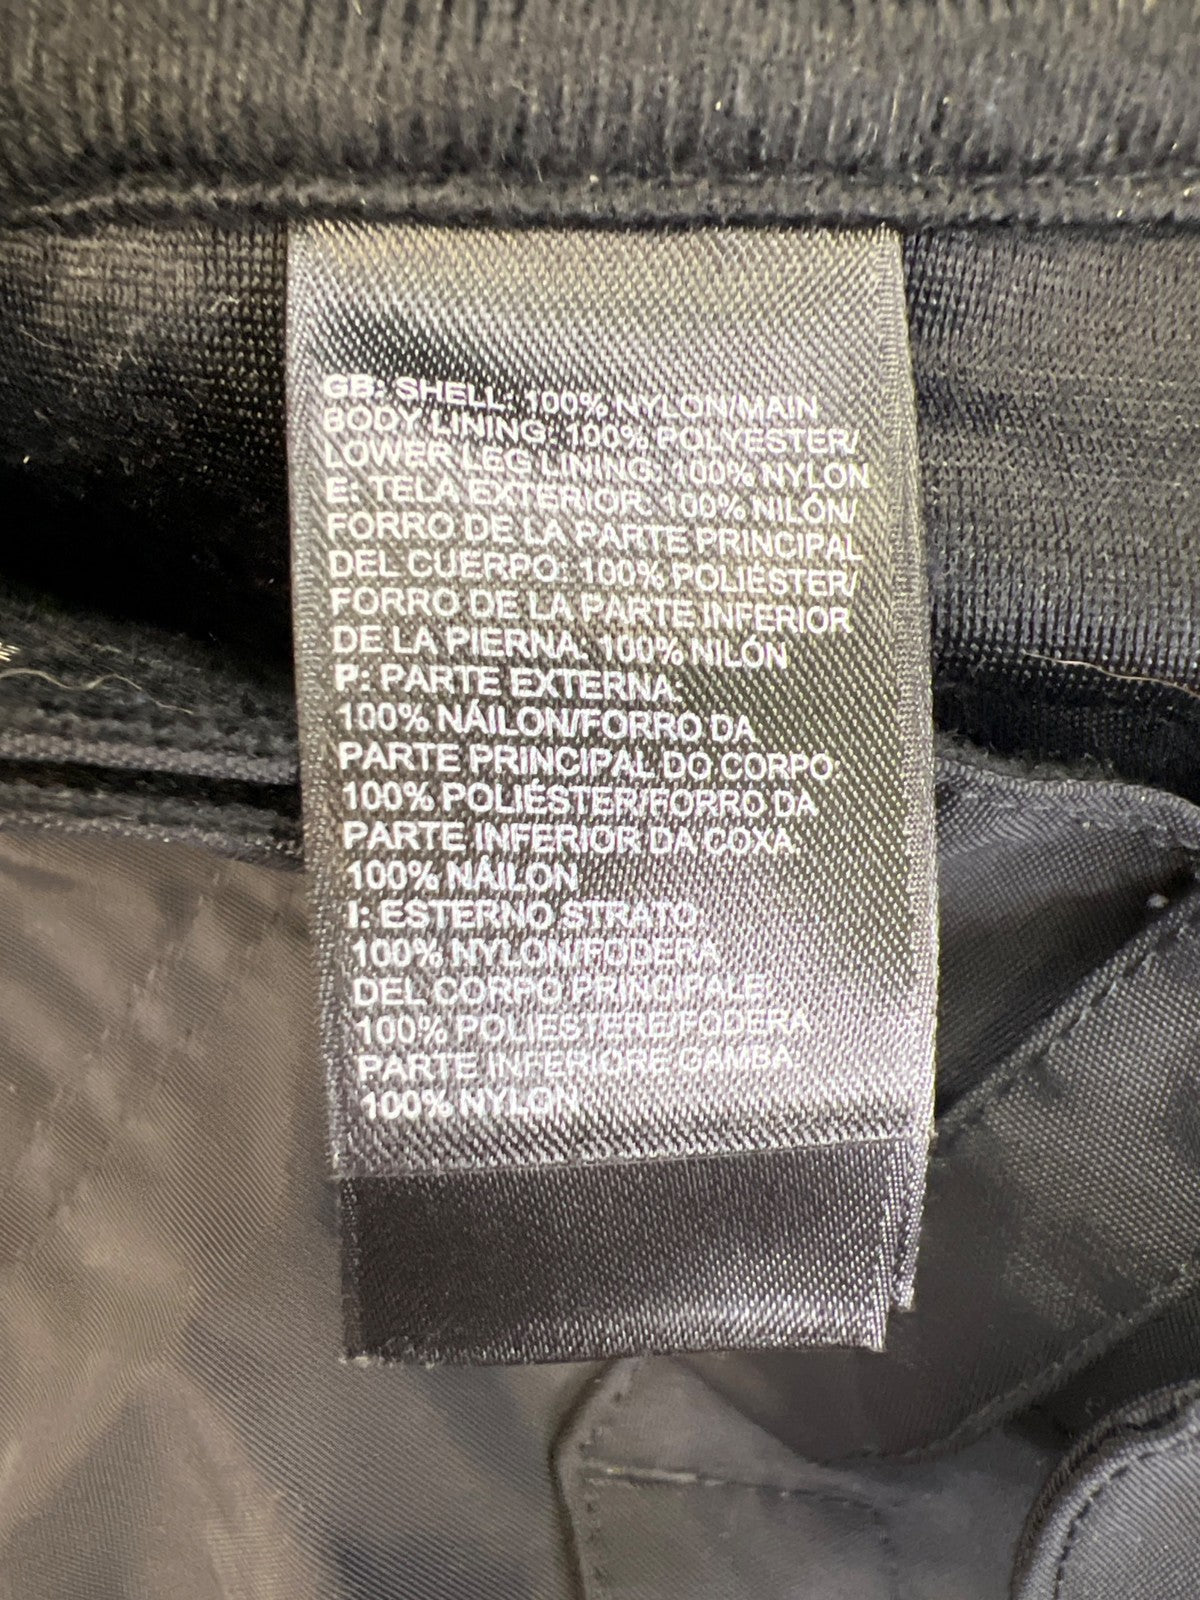 GB: SHELL: 100% NYLON/MAIN
BODY LINING: 100% POLYESTER/
LOWER LEG LINING: 100% NYLON
E: TELA EXTERIOR: 100% NILÓN/
FORRO DE LA PARTE PRINCIPAL
DEL CUERPO: 100% POLIÉSTER/
FORRO DE LA PARTE INFERIOR
DE LA PIERNA: 100% NILÓN
P: PARTE EXTERNA:
100% NÁILON/FORRO DA
PARTE PRINCIPAL DO CORPO:
100% POLIÉSTER/FORRO DA
PARTE INFERIOR DA COXA:
100% NÁILON
I: ESTERNO STRATO:
100% NYLON/FODERA
DEL CORPO PRINCIPALE:
100% POLIESTERE/FODERA
PARTE INFERIORE GAMBA:
100% NYLON